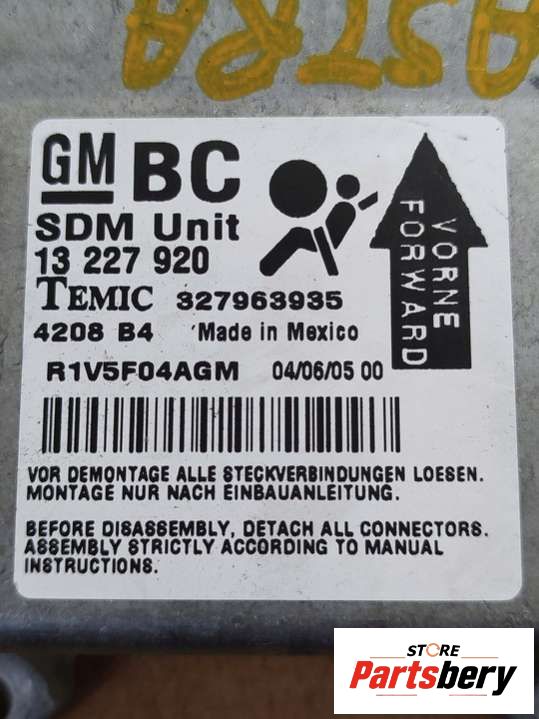 ASTRA
GM BC
SDM Unit
13 227 920
TEMIC 327963935
4208 B4 Made in Mexico
R1V5F04AGM 04/06/05 00
VORNE
FORWARD
VOR DEMONTAGE ALLE STECKVERBINDUNGEN LOESEN.
MONTAGE NUR NACH EINBAUANLEITUNG.
BEFORE DISASSEMBLY, DETACH ALL CONNECTORS.
ASSEMBLY STRICTLY ACCORDING TO MANUAL
INSTRUCTIONS.
STORE
Partsbery